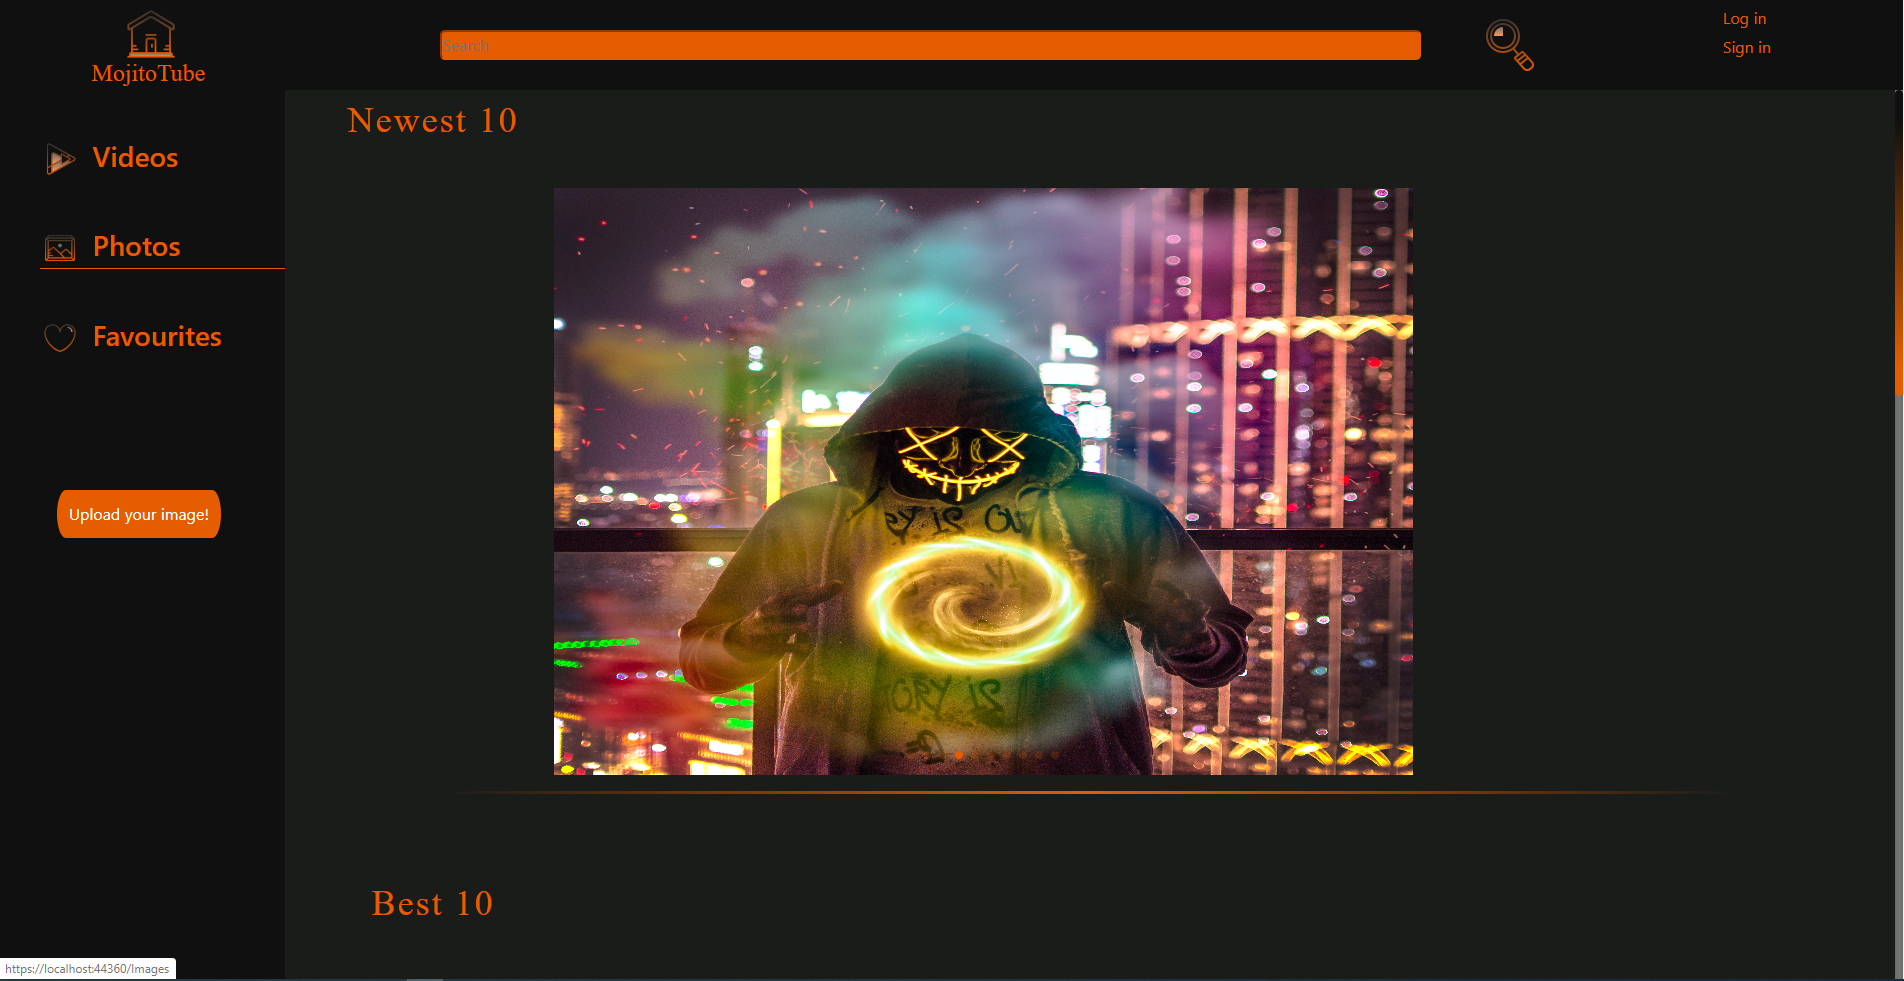 MojitoTube
Search
Log in
Sign in
Videos
Photos
Favourites
Upload your image!
Newest 10
Best 10
https://localhost:44360/Images